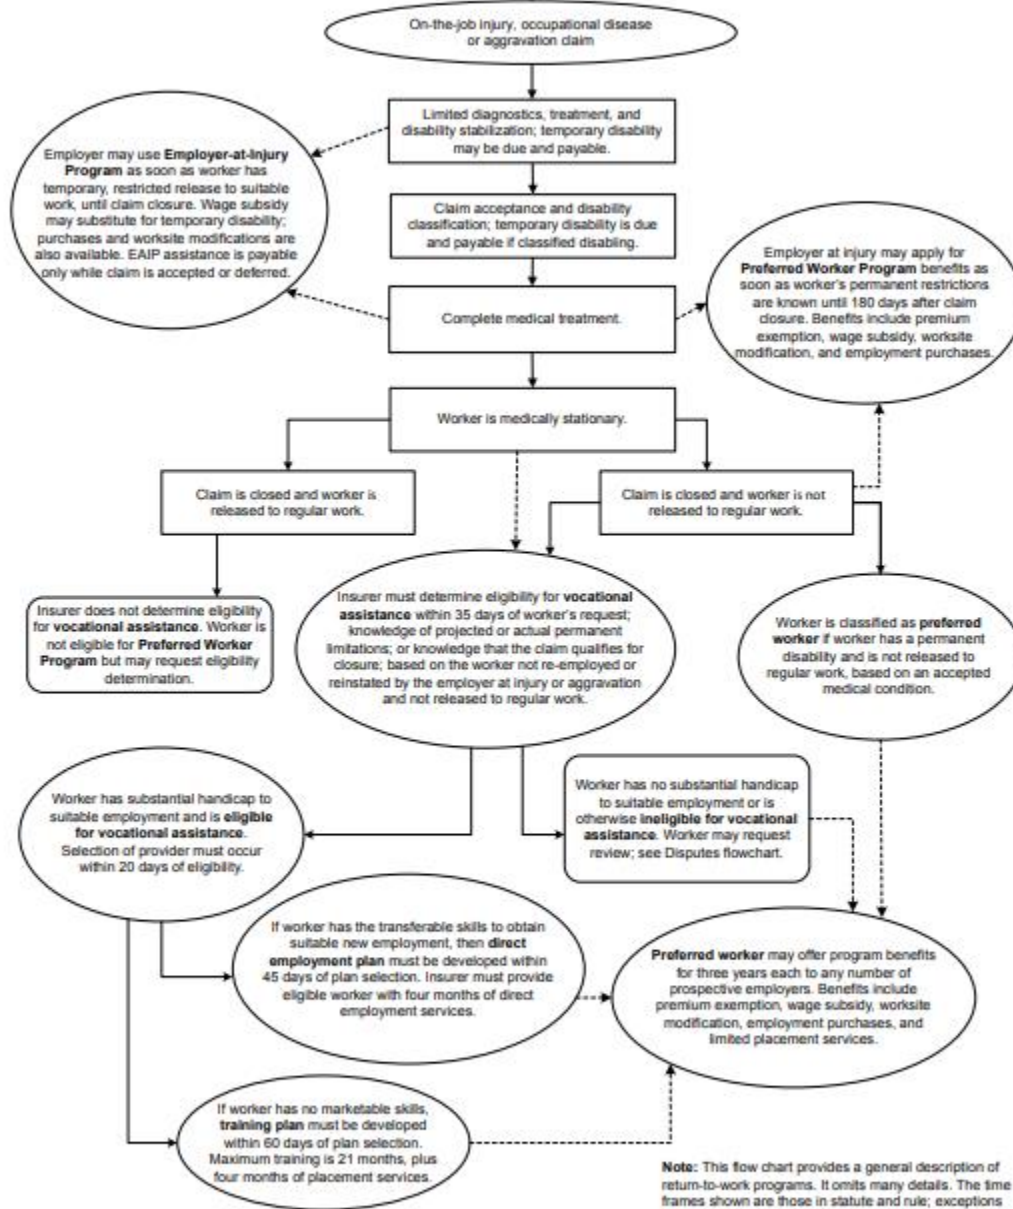 On-the-job injury, occupational disease
or aggravation claim
Limited diagnostics, treatment, and
disability stabilization; temporary disability
may be due and payable.
Employer may use Employer-at-Injury
Program as soon as worker has
temporary, restricted release to suitable
work, until claim closure. Wage subsidy
may substitute for temporary disability;
purchases and worksite modifications are
also available. EAIP assistance is payable
only while claim is accepted or deferred.
Claim acceptance and disability
classification; temporary disability is due
and payable if classified disabling.
Employer at injury may apply for
Preferred Worker Program benefits as
soon as worker's permanent restrictions
are known until 180 days after claim
closure. Benefits include premium
exemption, wage subsidy, worksite
modification, and employment purchases.
Complete medical treatment.
Worker is medically stationary.
Claim is closed and worker is
released to regular work.
Claim is closed and worker is not
released to regular work.
Insurer does not determine eligibility
for vocational assistance. Worker is
not eligible for Preferred Worker
Program but may request eligibility
determination.
Insurer must determine eligibility for vocational
assistance within 35 days of worker's request;
knowledge of projected or actual permanent
limitations; or knowledge that the claim qualifies for
closure; based on the worker not re-employed or
reinstated by the employer at injury or aggravation
and not released to regular work.
Worker is classified as preferred
worker if worker has a permanent
disability and is not released to
regular work, based on an accepted
medical condition.
Worker has substantial handicap to
suitable employment and is eligible
for vocational assistance.
Selection of provider must occur
within 20 days of eligibility.
Worker has no substantial handicap
to suitable employment or is
otherwise ineligible for vocational
assistance. Worker may request
review; see Disputes flowchart.
If worker has the transferable skills to obtain
suitable new employment, then direct
employment plan must be developed within
45 days of plan selection. Insurer must provide
eligible worker with four months of direct
employment services.
Preferred worker may offer program benefits
for three years each to any number of
prospective employers. Benefits include
premium exemption, wage subsidy, worksite
modification, employment purchases, and
limited placement services.
If worker has no marketable skills,
training plan must be developed
within 60 days of plan selection.
Maximum training is 21 months, plus
four months of placement services.
Note: This flow chart provides a general description of
return-to-work programs. It omits many details. The time
frames shown are those in statute and rule; exceptions